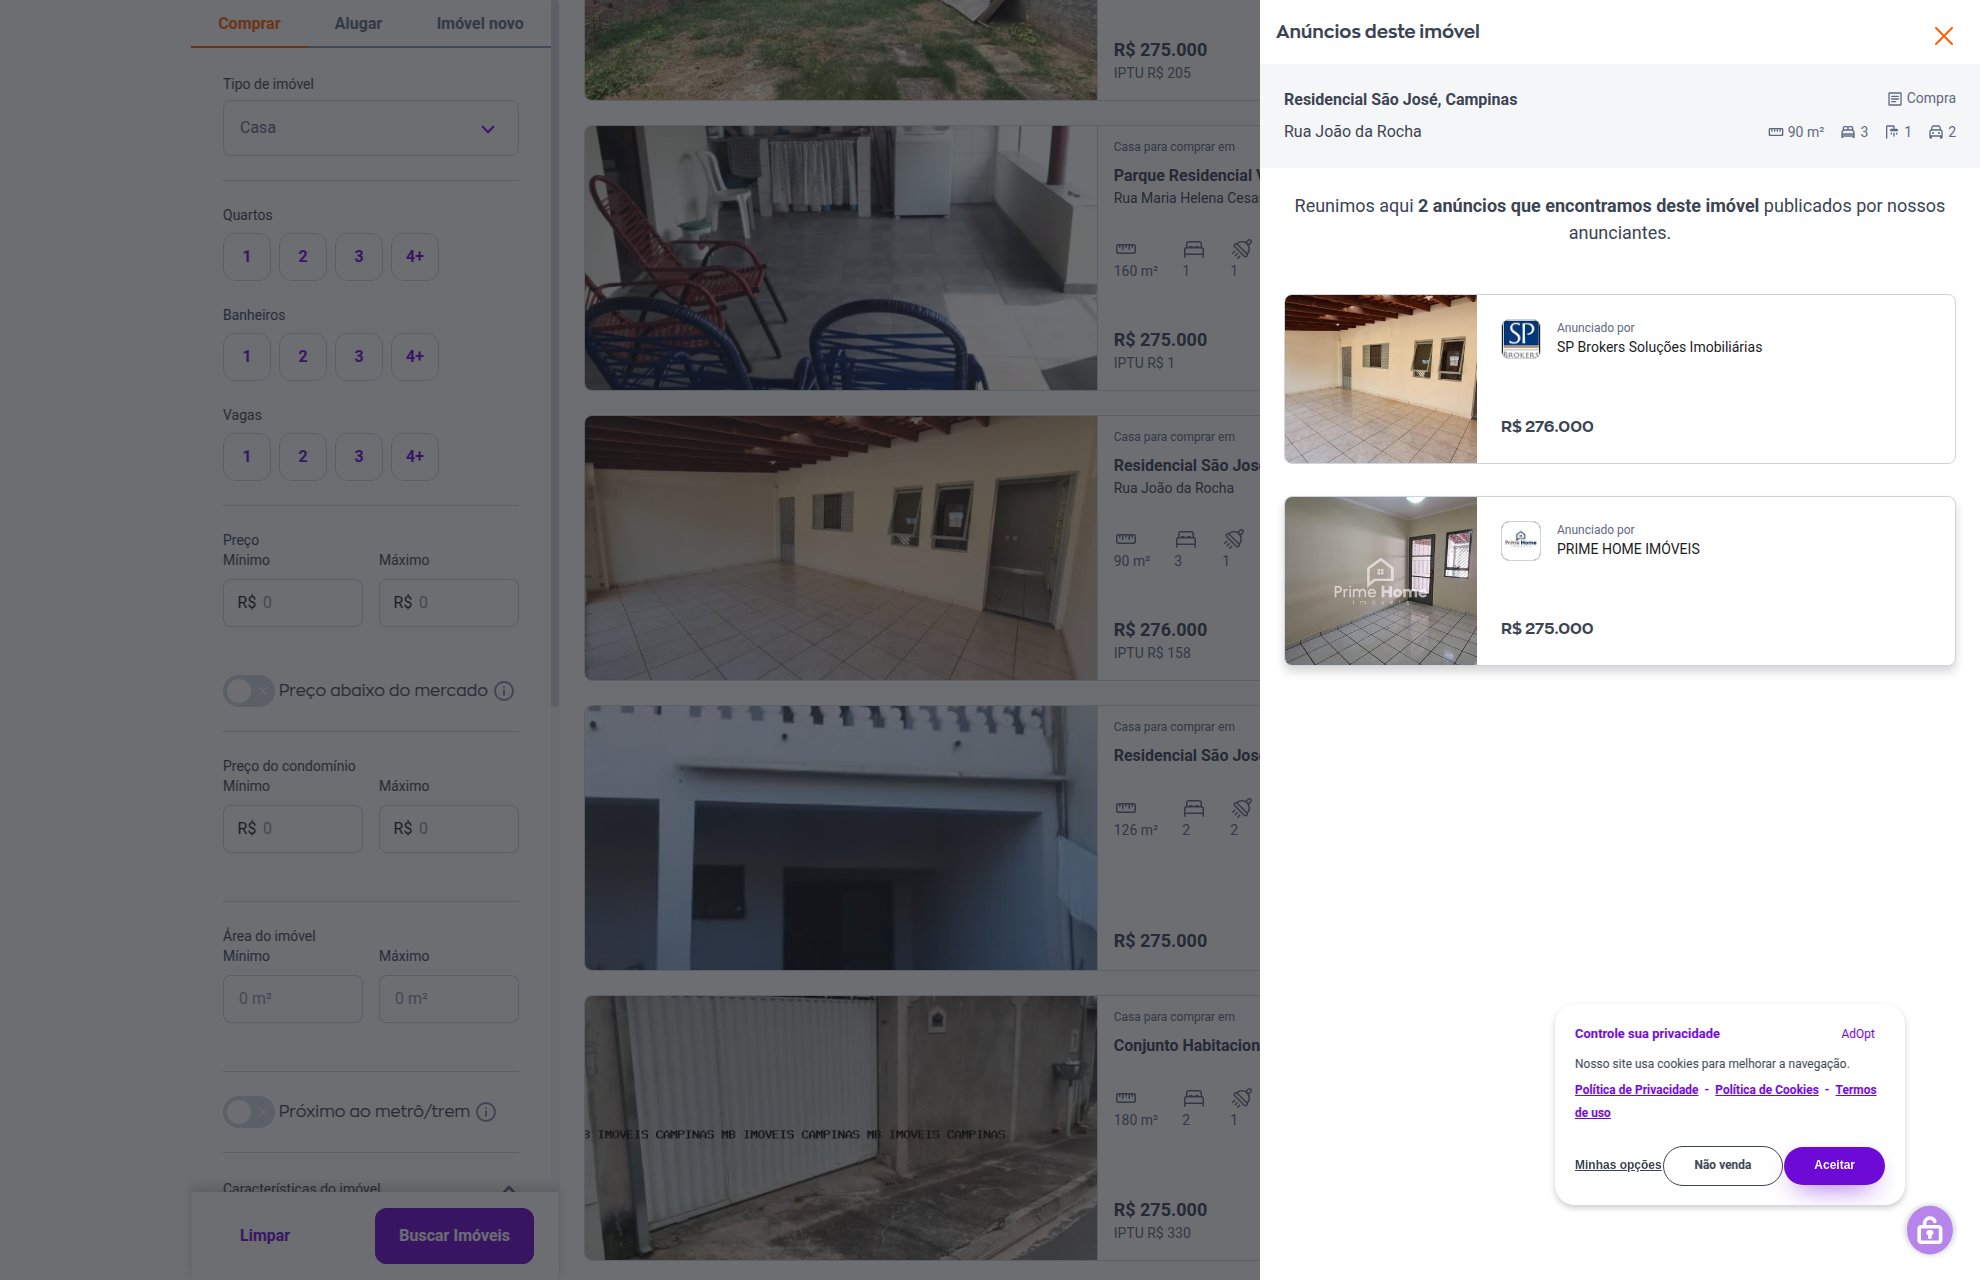 Comprar
Alugar
Imóvel novo
Tipo de imóvel
Casa
Quartos
1
2
3
4+
Banheiros
1
2
3
4+
Vagas
1
2
3
4+
Preço
Mínimo
Máximo
R$ 0
R$ 0
Preço abaixo do mercado
Preço do condomínio
Mínimo
Máximo
R$ 0
R$ 0
Área do imóvel
Mínimo
Máximo
0 m²
0 m²
Próximo ao metrô/trem
Características do imóvel
Limpar
Buscar Imóveis
R$ 275.000
IPTU R$ 205
Casa para comprar em
Parque Residencial V
Rua Maria Helena Cesa
160 m²
1
1
R$ 275.000
IPTU R$ 1
Casa para comprar em
Residencial São José
Rua João da Rocha
90 m²
3
1
R$ 276.000
IPTU R$ 158
Casa para comprar em
Residencial São José
126 m²
2
2
R$ 275.000
MB IMOVEIS CAMPINAS MB IMOVEIS CAMPINAS MB IMOVEIS CAMPINAS
Casa para comprar em
Conjunto Habitacion
180 m²
2
1
R$ 275.000
IPTU R$ 330
Anúncios deste imóvel
Residencial São José, Campinas
Compra
Rua João da Rocha
90 m²
3
1
2
Reunimos aqui 2 anúncios que encontramos deste imóvel publicados por nossos
anunciantes.
SP
BROKERS
Anunciado por
SP Brokers Soluções Imobiliárias
R$ 276.000
Prime Home
imóveis
Prime Home
Anunciado por
PRIME HOME IMÓVEIS
R$ 275.000
Controle sua privacidade
AdOpt
Nosso site usa cookies para melhorar a navegação.
Política de Privacidade - Política de Cookies - Termos
de uso
Minhas opções
Não venda
Aceitar